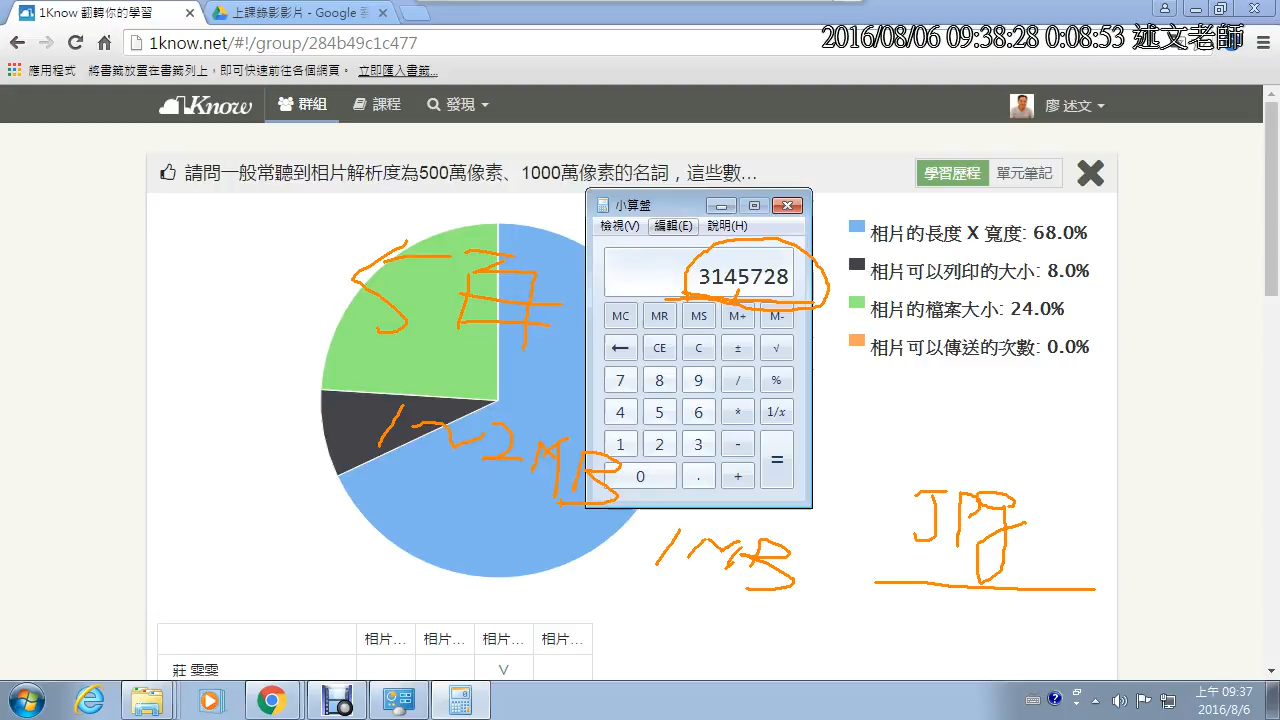 1Know 翻轉你的學習
上課錄影影片 - Google 雲
1know.net/#!/group/284b49c1c477
2016/08/06 09:38:28 0:08:53 述文老師
應用程式 將書籤放置在書籤列上，即可快速前往各個網頁。 立即匯入書籤...
1Know 群組 課程 發現 廖 述文
請問一般常聽到相片解析度為500萬像素、1000萬像素的名詞，這些數...
學習歷程 單元筆記
小算盤
檢視(V) 編輯(E) 說明(H)
3145728
MC MR MS M+ M-
← CE C ± √
7 8 9 / %
4 5 6 * 1/x
1 2 3 - =
0 . +
相片的長度 X 寬度: 68.0%
相片可以列印的大小: 8.0%
相片的檔案大小: 24.0%
相片可以傳送的次數: 0.0%
1~2MB
1MB
JPg
相片... 相片... 相片... 相片...
莊 雯雯 V
上午 09:37
2016/8/6